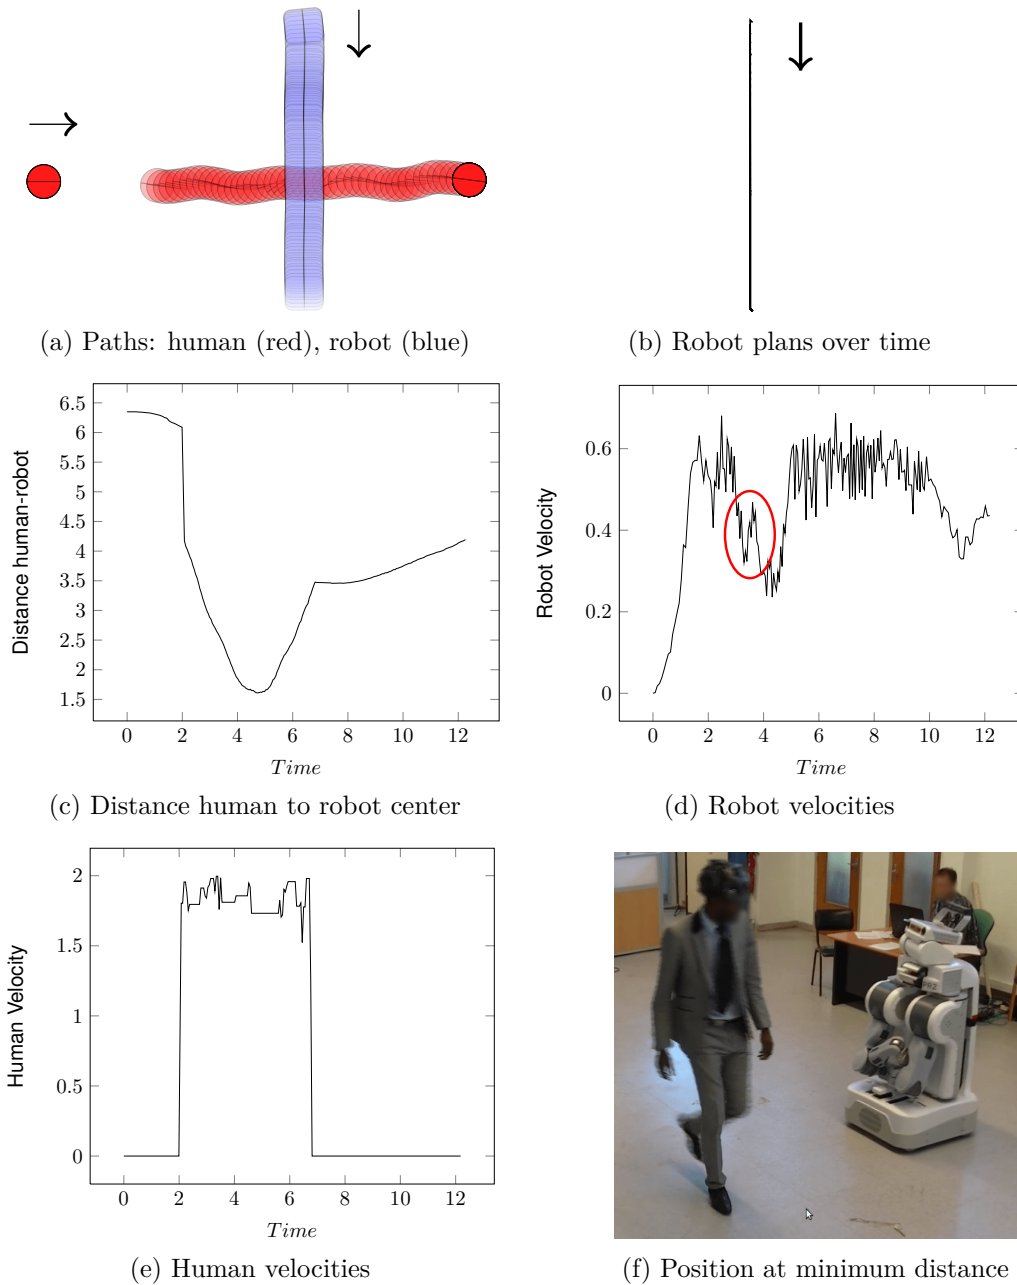 (a) Paths: human (red), robot (blue)
(b) Robot plans over time
Distance human-robot
6.5
6
5.5
5
4.5
4
3.5
3
2.5
2
1.5
0 2 4 6 8 10 12
Time
(c) Distance human to robot center
Robot Velocity
0.6
0.4
0.2
0
0 2 4 6 8 10 12
Time
(d) Robot velocities
Human Velocity
2
1.5
1
0.5
0
0 2 4 6 8 10 12
Time
(e) Human velocities
(f) Position at minimum distance